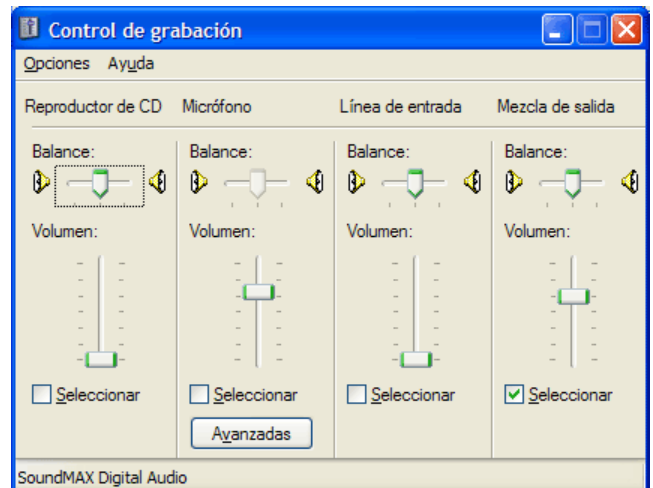 Control de grabación
Opciones Ayuda
Reproductor de CD Micrófono Línea de entrada Mezcla de salida
Balance: Balance: Balance: Balance:
Volumen: Volumen: Volumen: Volumen:
Seleccionar Seleccionar Seleccionar Seleccionar
Avanzadas
SoundMAX Digital Audio